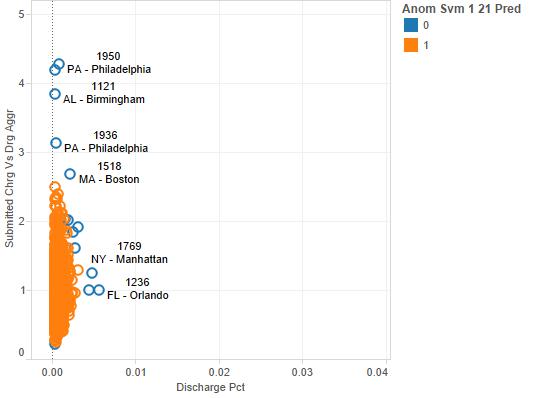 Anom Svm 1 21 Pred
0
1
5
4
3
2
1
0
Submitted Chrg Vs Drg Aggr
1950
PA - Philadelphia
1121
AL - Birmingham
1936
PA - Philadelphia
1518
MA - Boston
1769
NY - Manhattan
1236
FL - Orlando
0.00
0.01
0.02
0.03
0.04
Discharge Pct